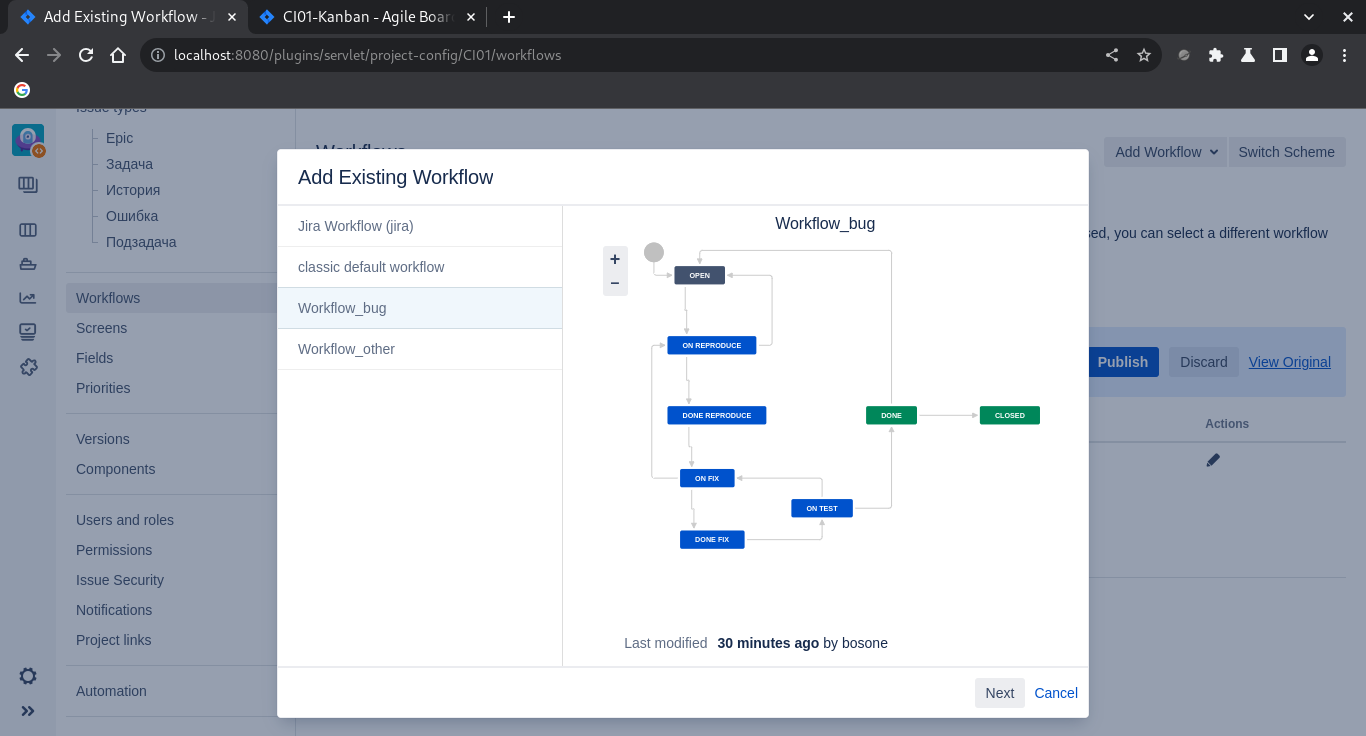 Add Existing Workflow - J
CI01-Kanban - Agile Boar
localhost:8080/plugins/servlet/project-config/CI01/workflows
Issue types
Epic
Задача
История
Ошибка
Подзадача
Workflows
Screens
Fields
Priorities
Versions
Components
Users and roles
Permissions
Issue Security
Notifications
Project links
Automation
Workflows
Add Workflow
Switch Scheme
sed, you can select a different workflow
Publish
Discard
View Original
Actions
Add Existing Workflow
Jira Workflow (jira)
classic default workflow
Workflow_bug
Workflow_other
Workflow_bug
+
−
OPEN
ON REPRODUCE
DONE REPRODUCE
DONE
CLOSED
ON FIX
ON TEST
DONE FIX
Last modified 30 minutes ago by bosone
Next
Cancel